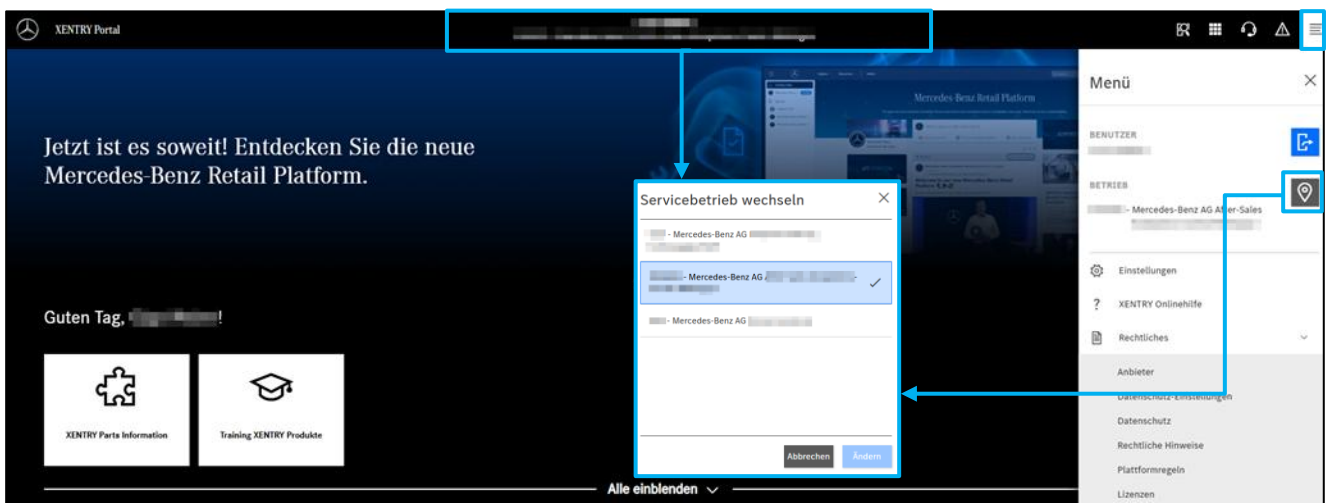 XENTRY Portal
Mercedes-Benz Retail Platform
Jetzt ist es soweit! Entdecken Sie die neue
Mercedes-Benz Retail Platform.
Guten Tag, !
XENTRY Parts Information
Training XENTRY Produkte
Alle einblenden
Servicebetrieb wechseln
- Mercedes-Benz AG
- Mercedes-Benz AG
- Mercedes-Benz AG
Abbrechen
Ändern
Menü
BENUTZER
BETRIEB
- Mercedes-Benz AG After-Sales
Einstellungen
? XENTRY Onlinehilfe
Rechtliches
Anbieter
Datenschutz-Einstellungen
Datenschutz
Rechtliche Hinweise
Plattformregeln
Lizenzen